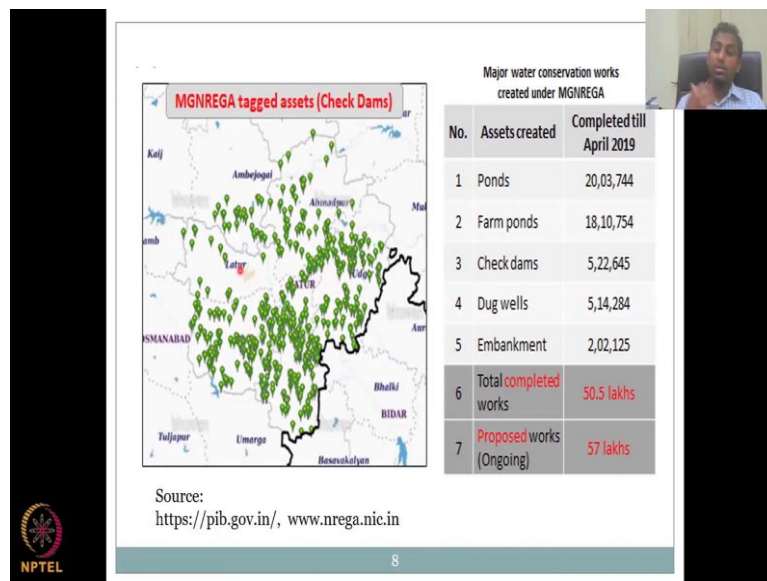 MGNREGA tagged assets (Check Dams)
Kaij
Ambejogai
Ahmadpur
Latur
ATUR
Udgi
OSMANABAD
Bhalki
BIDAR
Tuljapur
Umarga
Basavakalyan
Major water conservation works
created under MGNREGA
No. Assets created Completed till
April 2019
1 Ponds 20,03,744
2 Farm ponds 18,10,754
3 Check dams 5,22,645
4 Dug wells 5,14,284
5 Embankment 2,02,125
6 Total completed
works 50.5 lakhs
7 Proposed works
(Ongoing) 57 lakhs
Source:
https://pib.gov.in/, www.nrega.nic.in
8
NPTEL